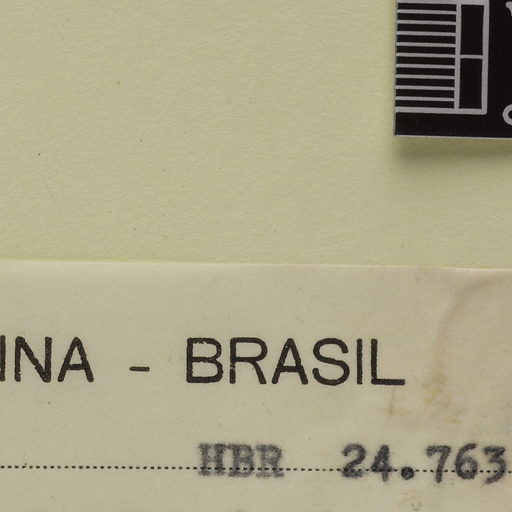 INA - BRASIL
HBR 24.763